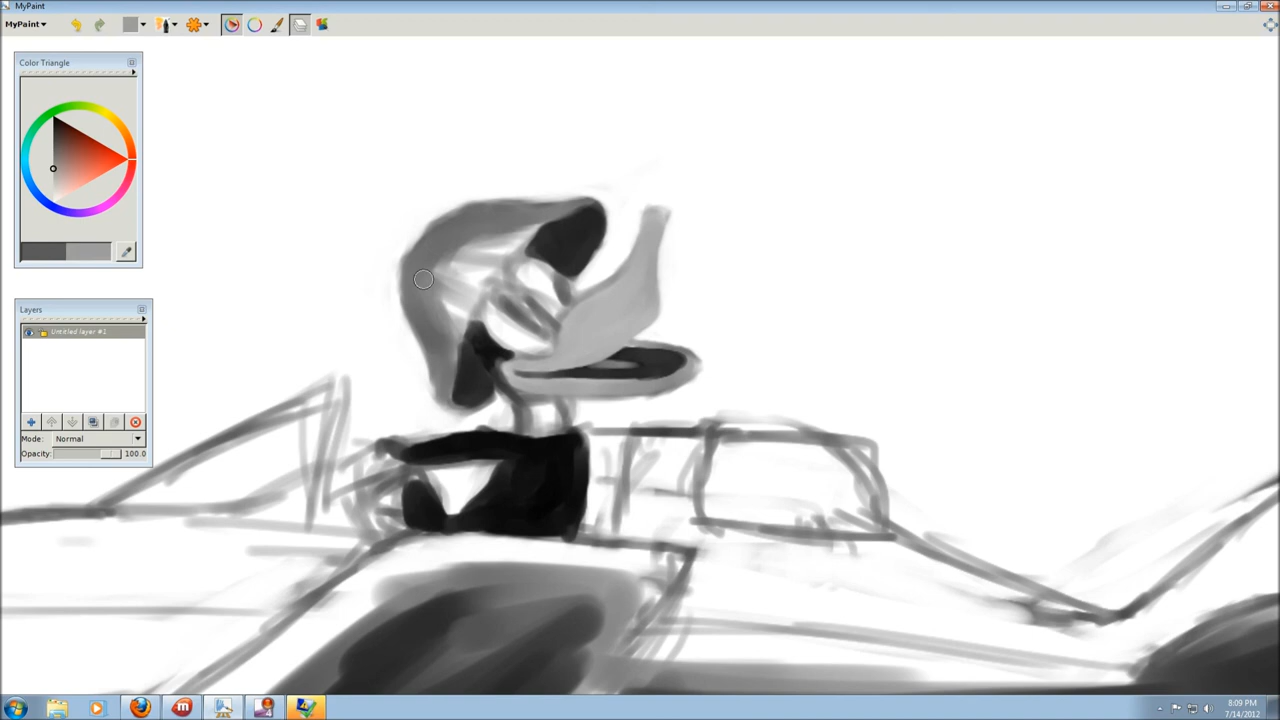 MyPaint
MyPaint
Color Triangle
Layers
Untitled layer #1
Mode: Normal
Opacity: 100.0
8:09 PM
7/14/2012